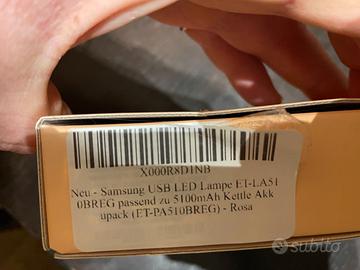 X000R8D1NB
Neu - Samsung USB LED Lampe ET-LA51
0BREG passend zu 5100mAh Kettle Akk
upack (ET-PA510BREG) - Rosa
subito